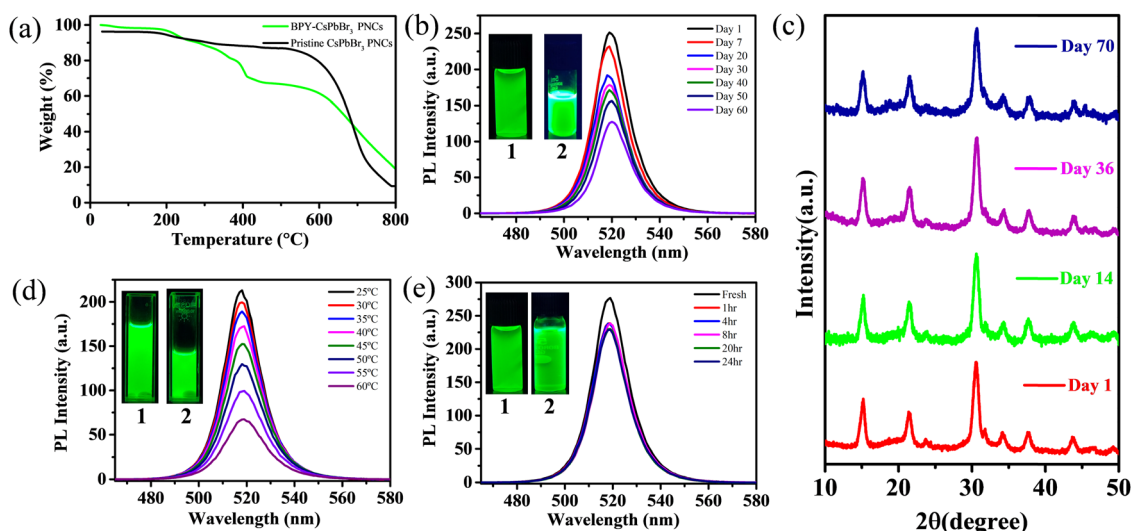 (a)
BPY-CsPbBr₃ PNCs
Pristine CsPbBr₃ PNCs
Weight (%)
100
80
60
40
20
0
0 200 400 600 800
Temperature (°C)
(b)
Day 1
Day 7
Day 20
Day 30
Day 40
Day 50
Day 60
1 2
PL Intensity (a.u.)
250
200
150
100
50
0
480 500 520 540 560 580
Wavelength (nm)
(c)
Day 70
Day 36
Day 14
Day 1
Intensity(a.u.)
10 20 30 40 50
2θ(degree)
(d)
25°C
30°C
35°C
40°C
45°C
50°C
55°C
60°C
1 2
PL Intensity (a.u.)
200
150
100
50
0
480 500 520 540 560 580
Wavelength (nm)
(e)
Fresh
1hr
4hr
8hr
20hr
24hr
1 2
PL Intensity (a.u.)
300
250
200
150
100
50
0
480 500 520 540 560 580
Wavelength (nm)